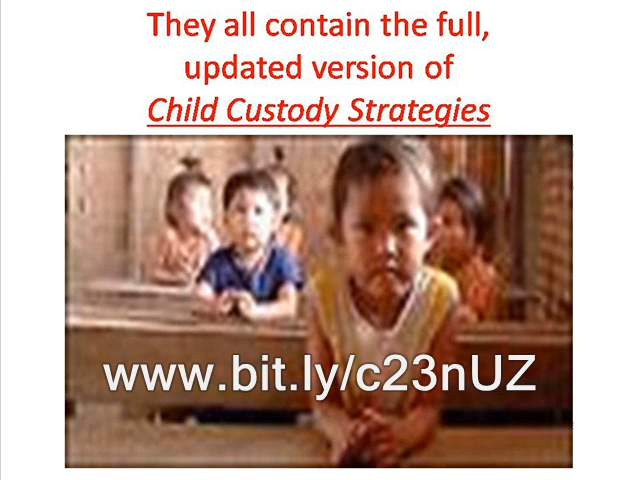 They all contain the full,
updated version of
Child Custody Strategies
www.bit.ly/c23nUZ